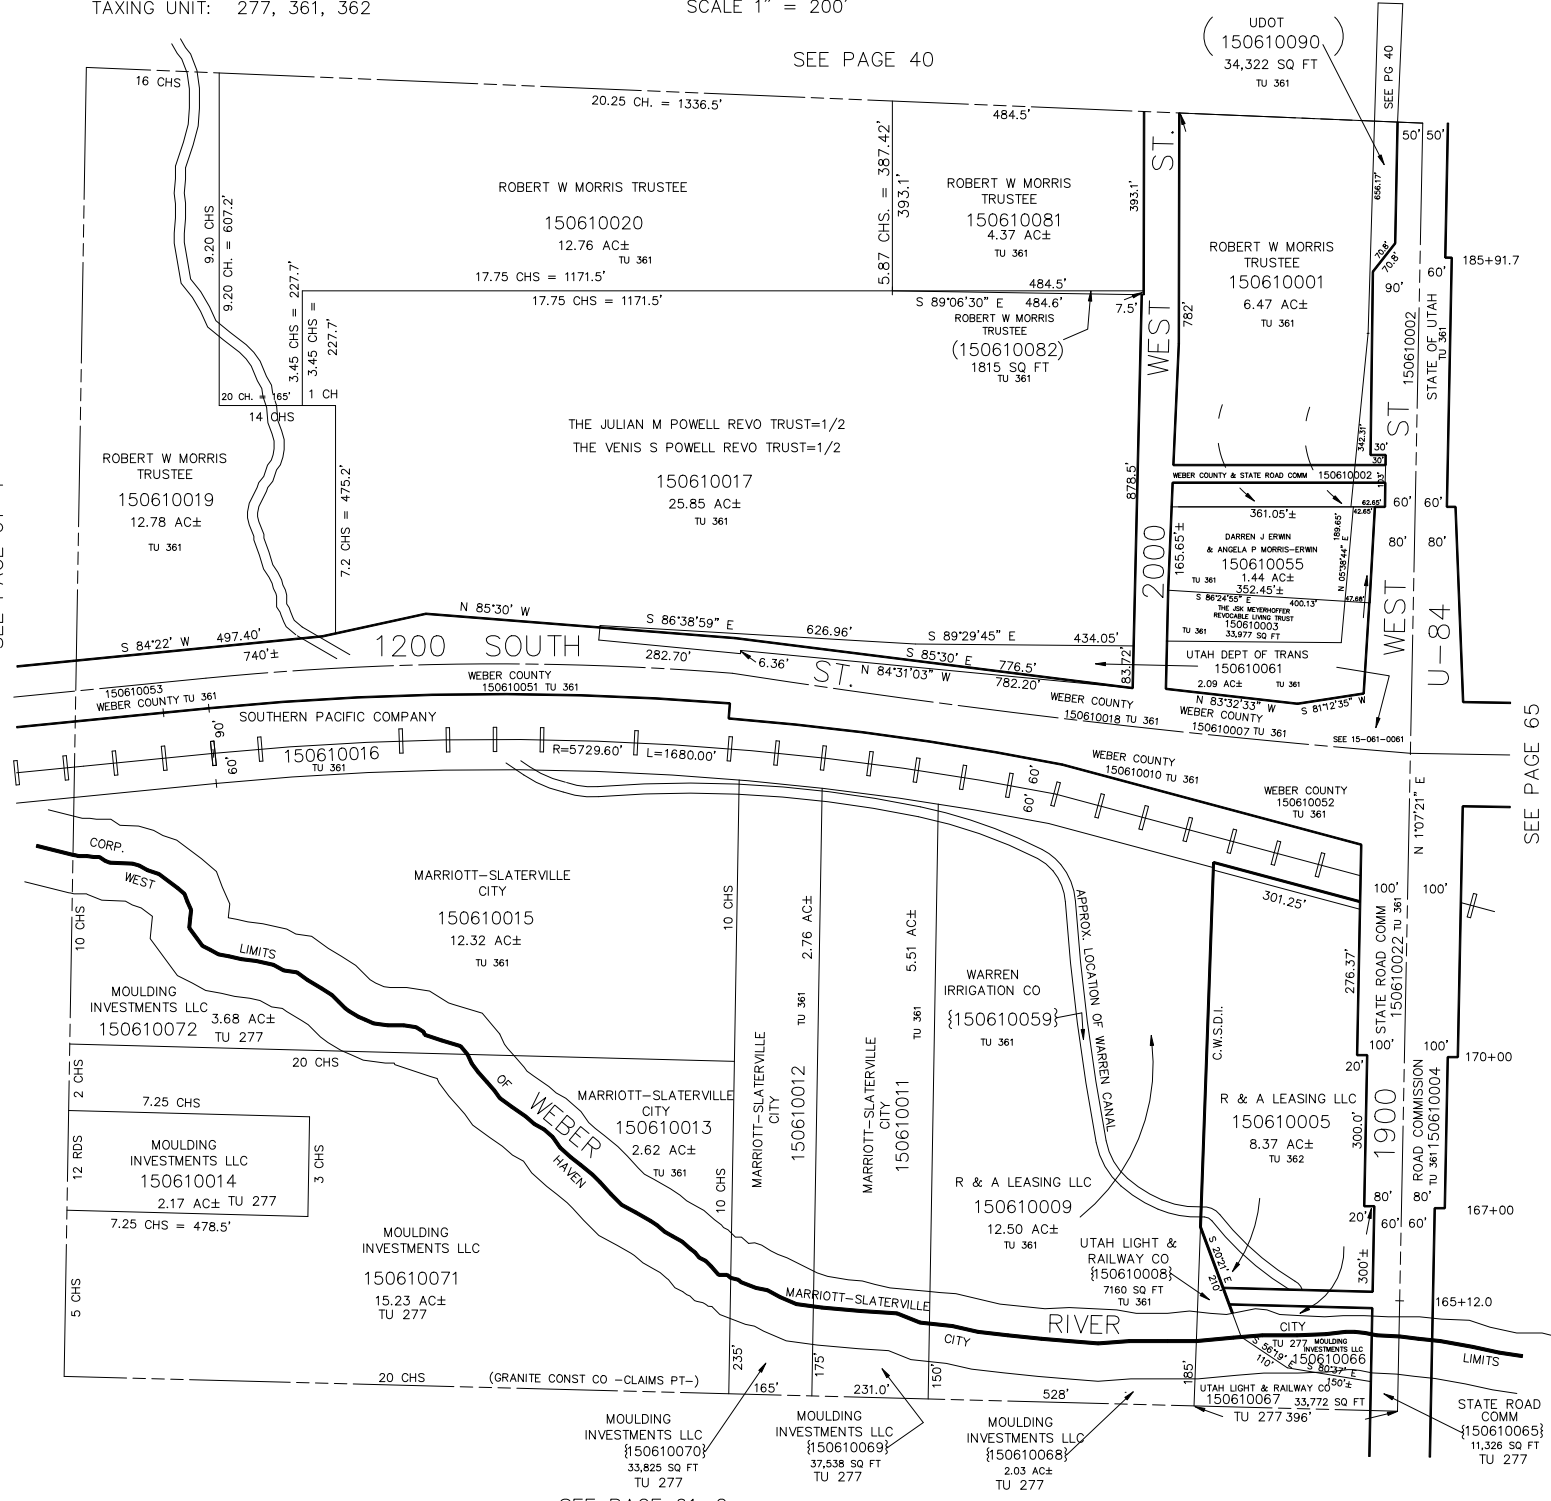 TAXING UNIT: 277, 361, 362
SCALE 1" = 200'
SEE PAGE 40
UDOT
(150610090)
34,322 SQ FT
TU 361
SEE PG 40
16 CHS
20.25 CH. = 1336.5'
484.5'
50' 50'
9.20 CHS
9.20 CH. = 607.2'
ROBERT W MORRIS TRUSTEE
150610020
12.76 AC±
TU 361
5.87 CHS. = 387.42'
393.1'
ROBERT W MORRIS
TRUSTEE
150610081
4.37 AC±
TU 361
393.1'
ST.
WEST
2000
782'
ROBERT W MORRIS
TRUSTEE
150610001
6.47 AC±
TU 361
656.17'
70.8'
70.8'
90'
60'
185+91.7
17.75 CHS = 1171.5'
17.75 CHS = 1171.5'
484.5'
S 89°06'30" E 484.6'
7.5'
ROBERT W MORRIS
TRUSTEE
(150610082)
1815 SQ FT
TU 361
3.45 CHS = 227.7'
3.45 CHS =
227.7'
20 CH. = 165'
1 CH
14 CHS
150610002
STATE OF UTAH
TU 361
ROBERT W MORRIS
TRUSTEE
150610019
12.78 AC±
TU 361
7.2 CHS = 475.2'
THE JULIAN M POWELL REVO TRUST=1/2
THE VENIS S POWELL REVO TRUST=1/2
150610017
25.85 AC±
TU 361
878.5'
342.31'
30'
30'
WEBER COUNTY & STATE ROAD COMM 150610002
103'
62.65'
42.65'
60' 60'
80' 80'
361.05'±
165.65'±
189.65'
N 05°38'44" E
DARREN J ERWIN
& ANGELA P MORRIS-ERWIN
150610055
TU 361 1.44 AC±
352.45'±
S 86°24'55" E 400.13'
47.68'
THE JSK MEYERHOFFER
REVOCABLE LIVING TRUST
150610003
TU 361 33,977 SQ FT
UTAH DEPT OF TRANS
150610061
2.09 AC± TU 361
N 83°32'33" W
S 81°12'35" W
SEE 15-061-0061
ST
WEST
1900
U-84
S 84°22' W 497.40'
740'±
N 85°30' W
1200 SOUTH
ST.
S 86°38'59" E 626.96' S 89°29'45" E 434.05'
282.70'
6.36'
S 85°30' E 776.5'
N 84°31'03" W 782.20'
83.72'
150610053
WEBER COUNTY TU 361
WEBER COUNTY
150610051 TU 361
WEBER COUNTY
150610018 TU 361
WEBER COUNTY
150610007 TU 361
SOUTHERN PACIFIC COMPANY
150610016
TU 361
90'
60'
R=5729.60' L=1680.00'
WEBER COUNTY
150610010 TU 361
60'
60'
WEBER COUNTY
150610052
TU 361
N 1°07'21" E
SEE PAGE 65
CORP.
WEST
LIMITS
OF
HAVEN
10 CHS
MARRIOTT-SLATERVILLE
CITY
150610015
12.32 AC±
TU 361
10 CHS
2.76 AC±
TU 361
5.51 AC±
TU 361
MARRIOTT-SLATERVILLE
CITY
150610012
MARRIOTT-SLATERVILLE
CITY
150610011
WARREN
IRRIGATION CO
{150610059}
TU 361
APPROX. LOCATION OF WARREN CANAL
301.25'
100' 100'
276.37'
STATE ROAD COMM
150610022 TU 361
100' 100'
170+00
C.W.S.D.I.
MOULDING
INVESTMENTS LLC
150610072
3.68 AC±
TU 277
20 CHS
2 CHS
7.25 CHS
12 RDS
MOULDING
INVESTMENTS LLC
150610014
2.17 AC± TU 277
3 CHS
7.25 CHS = 478.5'
5 CHS
MARRIOTT-SLATERVILLE
CITY
150610013
2.62 AC±
TU 361
10 CHS
WEBER
RIVER
MOULDING
INVESTMENTS LLC
150610071
15.23 AC±
TU 277
R & A LEASING LLC
150610009
12.50 AC±
TU 361
R & A LEASING LLC
150610005
8.37 AC±
TU 362
20'
300.0'
ROAD COMMISSION
TU 361 150610004
80' 80'
20'
60' 60'
167+00
UTAH LIGHT &
RAILWAY CO
{150610008}
7160 SQ FT
TU 361
S 20°21' E
210'
300'±
165+12.0
MARRIOTT-SLATERVILLE
CITY
CITY
LIMITS
TU 277 MOULDING
INVESTMENTS LLC
150610066
S 56°19' E
110'
S 80°37' E
150'±
185'
UTAH LIGHT & RAILWAY CO
150610067 33,772 SQ FT
TU 277 396'
20 CHS (GRANITE CONST CO -CLAIMS PT-)
235'
165'
175'
231.0'
150'
528'
MOULDING
INVESTMENTS LLC
{150610070}
33,825 SQ FT
TU 277
MOULDING
INVESTMENTS LLC
{150610069}
37,538 SQ FT
TU 277
MOULDING
INVESTMENTS LLC
{150610068}
2.03 AC±
TU 277
STATE ROAD
COMM
{150610065}
11,326 SQ FT
TU 277